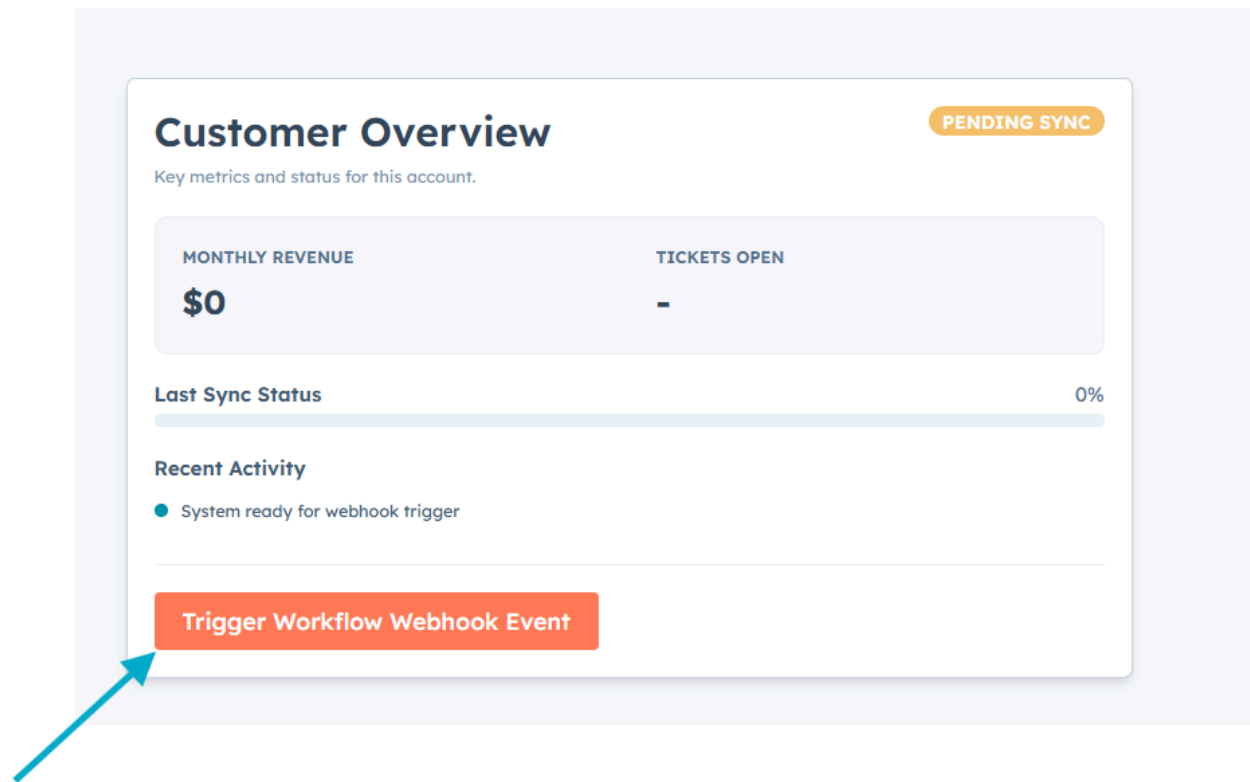 Customer Overview
PENDING SYNC
Key metrics and status for this account.
MONTHLY REVENUE
TICKETS OPEN
$0
-
Last Sync Status
0%
Recent Activity
System ready for webhook trigger
Trigger Workflow Webhook Event